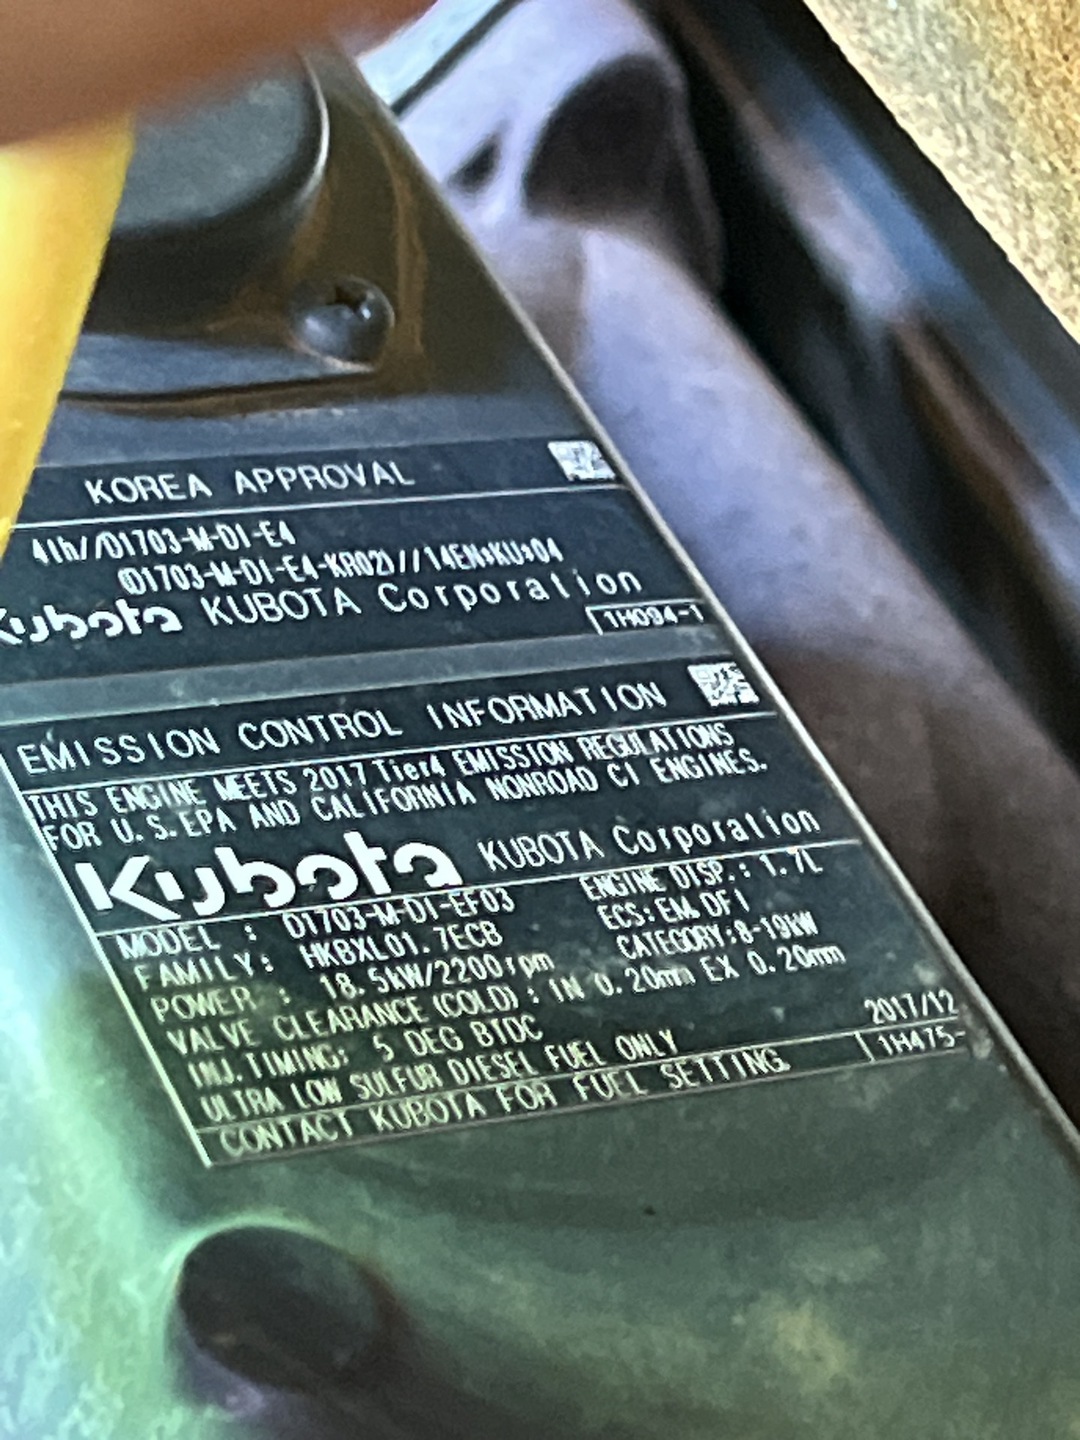 KOREA APPROVAL
4th//D1703-M-DI-E4
(D1703-M-DI-E4-KR02)//14EN*KU*04
Kubota KUBOTA Corporation
1H094-1
EMISSION CONTROL INFORMATION
THIS ENGINE MEETS 2017 Tier4 EMISSION REGULATIONS
FOR U.S.EPA AND CALIFORNIA NONROAD CI ENGINES.
Kubota KUBOTA Corporation
MODEL : D1703-M-DI-EF03 ENGINE DISP.: 1.7L
FAMILY: HKBXL01.7ECB ECS: EM, DFI
POWER : 18.5kW/2200rpm CATEGORY:8-19kW
VALVE CLEARANCE (COLD) : IN 0.20mm EX 0.20mm
INJ.TIMING: 5 DEG BTDC
ULTRA LOW SULFUR DIESEL FUEL ONLY 2017/12
CONTACT KUBOTA FOR FUEL SETTING. 1H475-